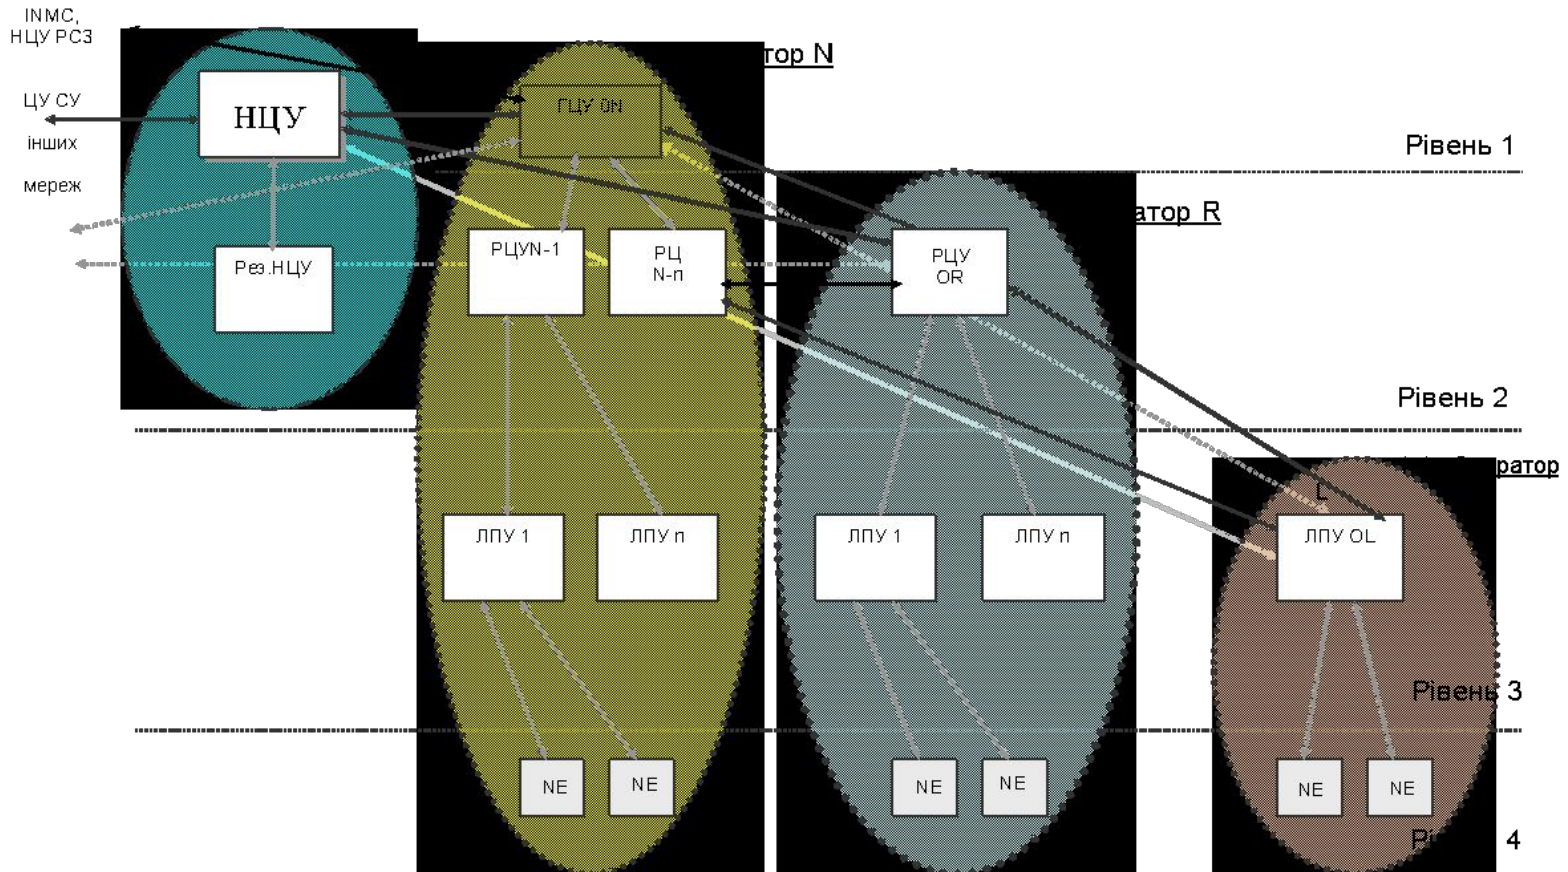 INMC,
НЦУ РСЗ
тор N
ЦУ СУ
інших
мереж
НЦУ
ГЦУ 0N
Рівень 1
атор R
Рез.НЦУ
РЦУN-1
РЦ
N-n
РЦУ
OR
Рівень 2
ратор
L
ЛПУ 1
ЛПУ n
ЛПУ 1
ЛПУ n
ЛПУ OL
Рівень 3
NE
NE
NE
NE
NE
NE
Рі 4